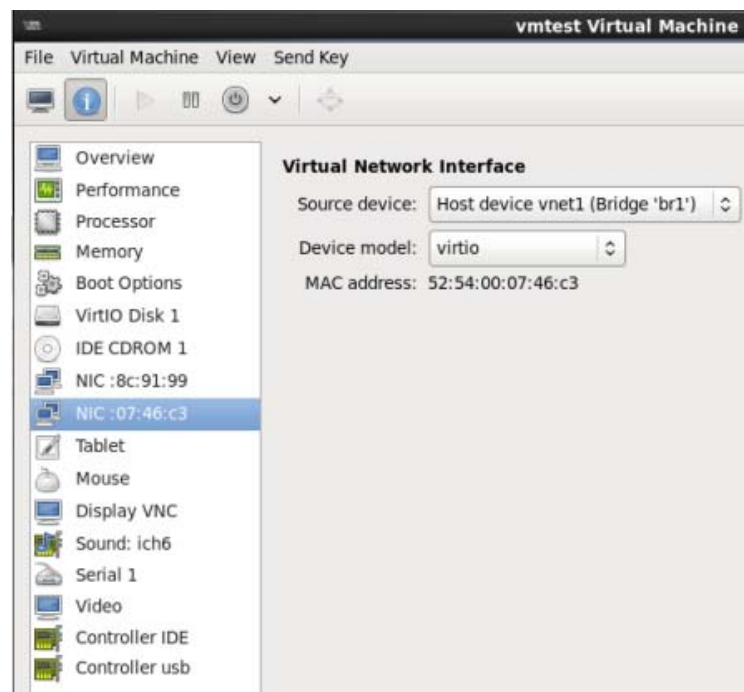 vmtest Virtual Machine
File Virtual Machine View Send Key
Overview
Performance
Processor
Memory
Boot Options
VirtIO Disk 1
IDE CDROM 1
NIC :8c:91:99
NIC :07:46:c3
Tablet
Mouse
Display VNC
Sound: ich6
Serial 1
Video
Controller IDE
Controller usb
Virtual Network Interface
Source device: Host device vnet1 (Bridge 'br1')
Device model: virtio
MAC address: 52:54:00:07:46:c3